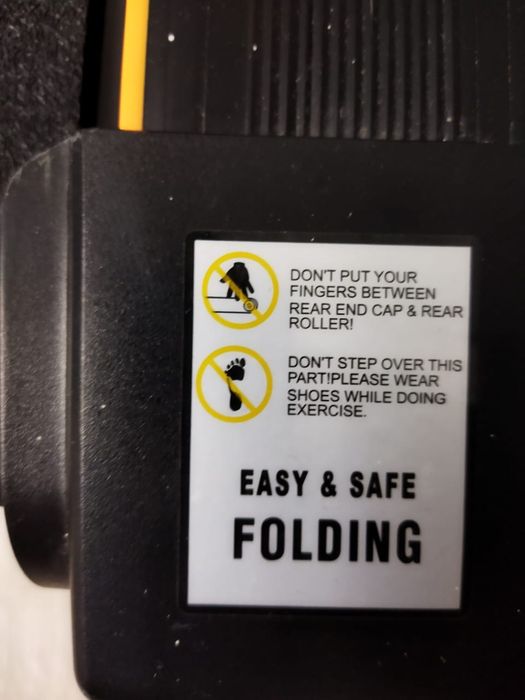 DON'T PUT YOUR
FINGERS BETWEEN
REAR END CAP & REAR
ROLLER!
DON'T STEP OVER THIS
PART!PLEASE WEAR
SHOES WHILE DOING
EXERCISE.
EASY & SAFE
FOLDING